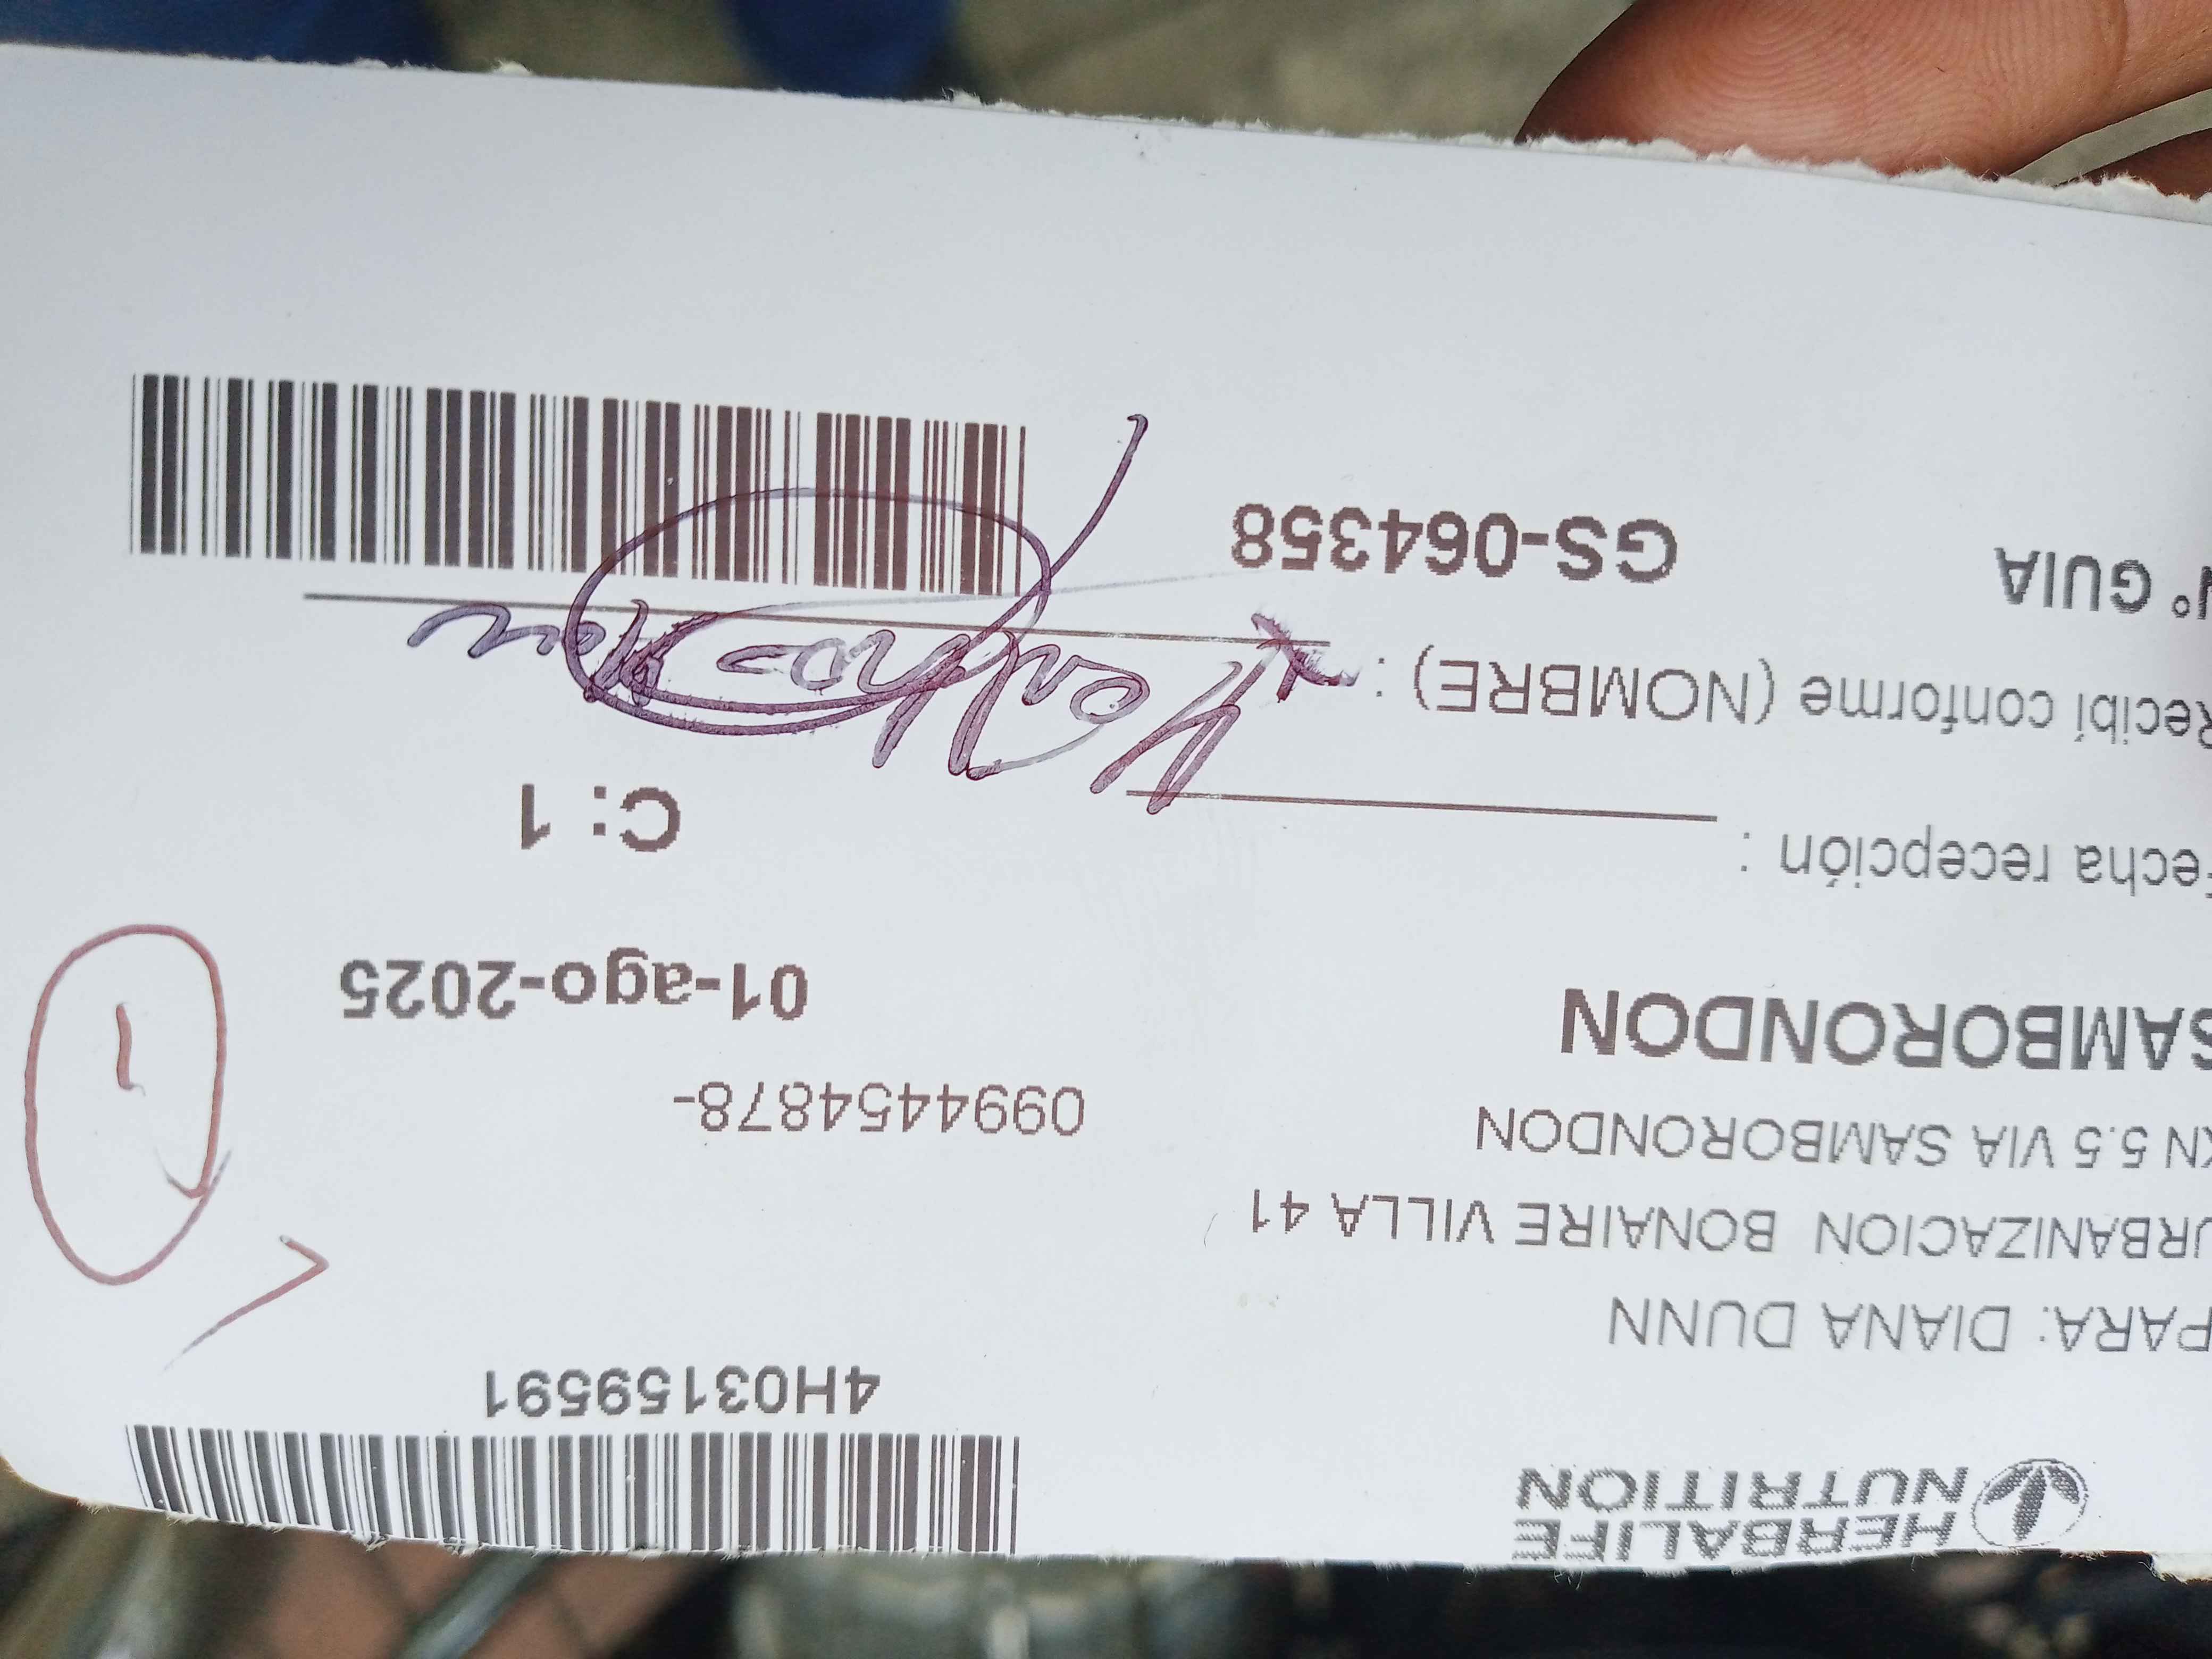 HERBALIFE
NUTRITION
4H03159591
PARA: DIANA DUNN
URBANIZACION BONAIRE VILLA 41
KN 5.5 VIA SAMBORONDON
0994454878-
SAMBORONDON
01-ago-2025
1
Fecha recepción :
C: 1
Recibí conforme (NOMBRE) :
N° GUIA
GS-064358